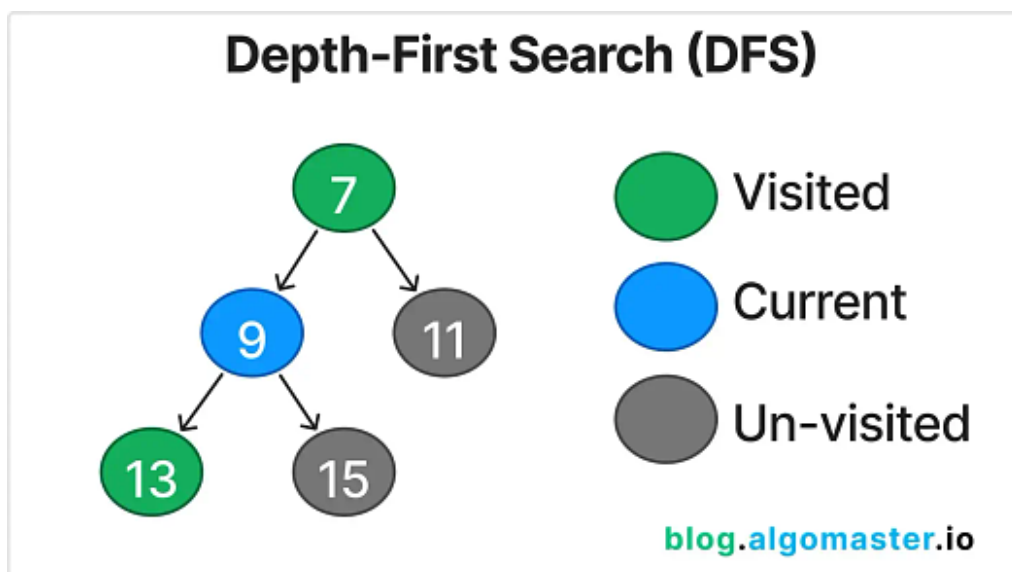 Depth-First Search (DFS)
7
Visited
9
11
Current
13
15
Un-visited
blog.algomaster.io